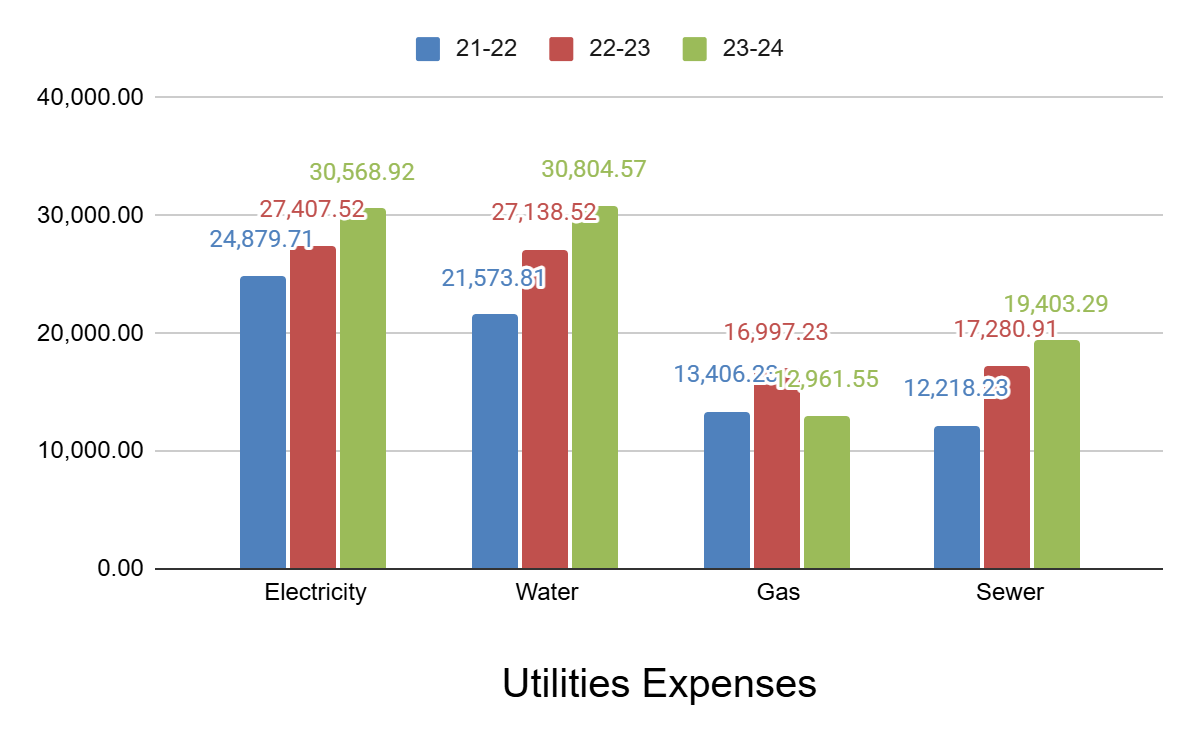 21-22 22-23 23-24
40,000.00
30,568.92 30,804.57
30,000.00 27,407.52 27,138.52
24,879.71
21,573.81
19,403.29
20,000.00 16,997.23 17,280.91
12,961.55
12,218.23
10,000.00
0.00
Electricity Water Gas Sewer
Utilities Expenses